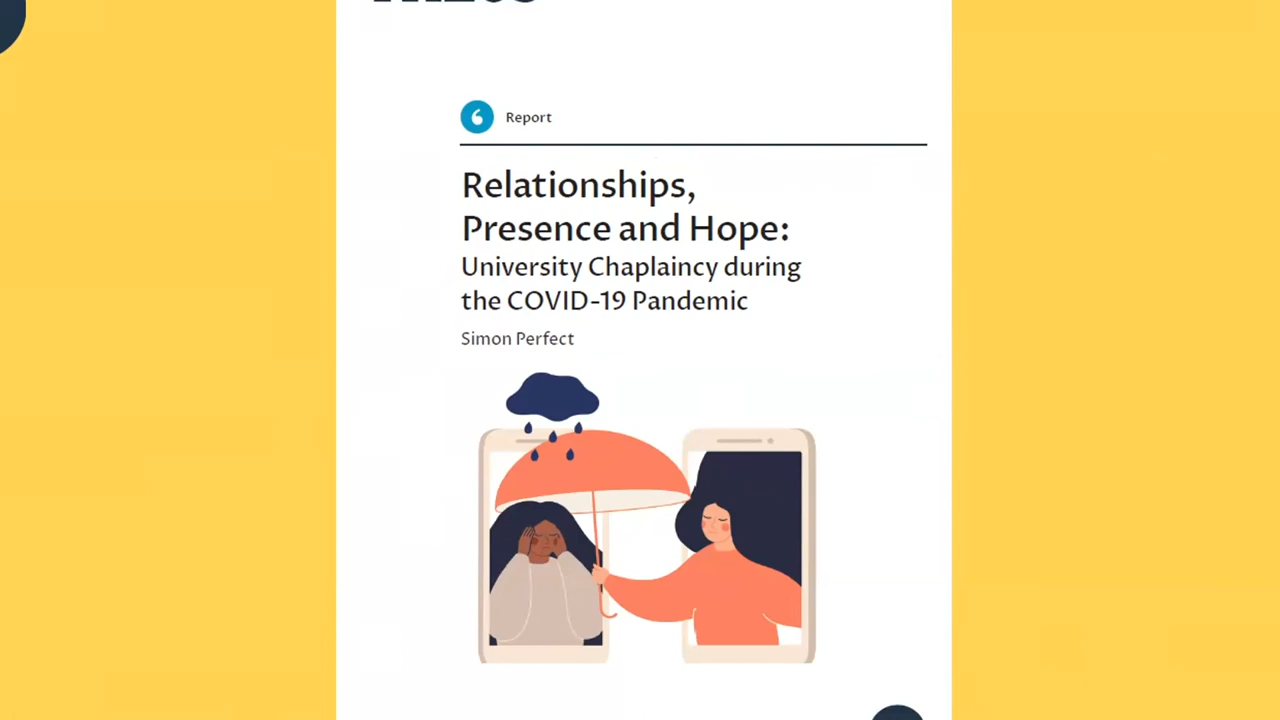 Report
Relationships,
Presence and Hope:
University Chaplaincy during
the COVID-19 Pandemic
Simon Perfect